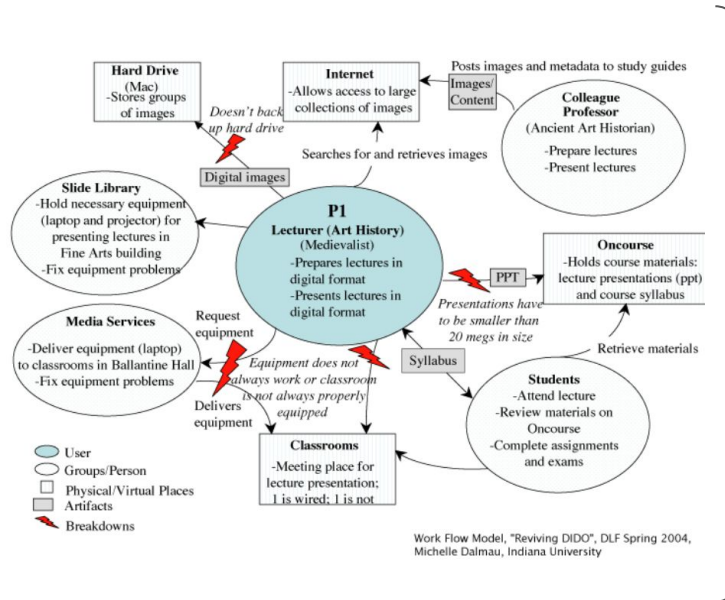 Hard Drive
(Mac)
-Stores groups
of images
Internet
-Allows access to large
collections of images
Posts images and metadata to study guides
Images/
Content
Colleague
Professor
(Ancient Art Historian)
-Prepare lectures
-Present lectures
Doesn't back
up hard drive
Digital images
Searches for and retrieves images
Slide Library
-Hold necessary equipment
(laptop and projector) for
presenting lectures in
Fine Arts building
-Fix equipment problems
P1
Lecturer (Art History)
(Medievalist)
-Prepares lectures in
digital format
-Presents lectures in
digital format
PPT
Presentations have
to be smaller than
20 megs in size
Oncourse
-Holds course materials:
lecture presentations (ppt)
and course syllabus
Media Services
-Deliver equipment (laptop)
to classrooms in Ballantine Hall
-Fix equipment problems
Request
equipment
Equipment does not
always work or classroom
is not always properly
equipped
Delivers
equipment
Syllabus
Retrieve materials
Students
-Attend lecture
-Review materials on
Oncourse
-Complete assignments
and exams
Classrooms
-Meeting place for
lecture presentation;
1 is wired; 1 is not
User
Groups/Person
Physical/Virtual Places
Artifacts
Breakdowns
Work Flow Model, "Reviving DIDO", DLF Spring 2004,
Michelle Dalmau, Indiana University